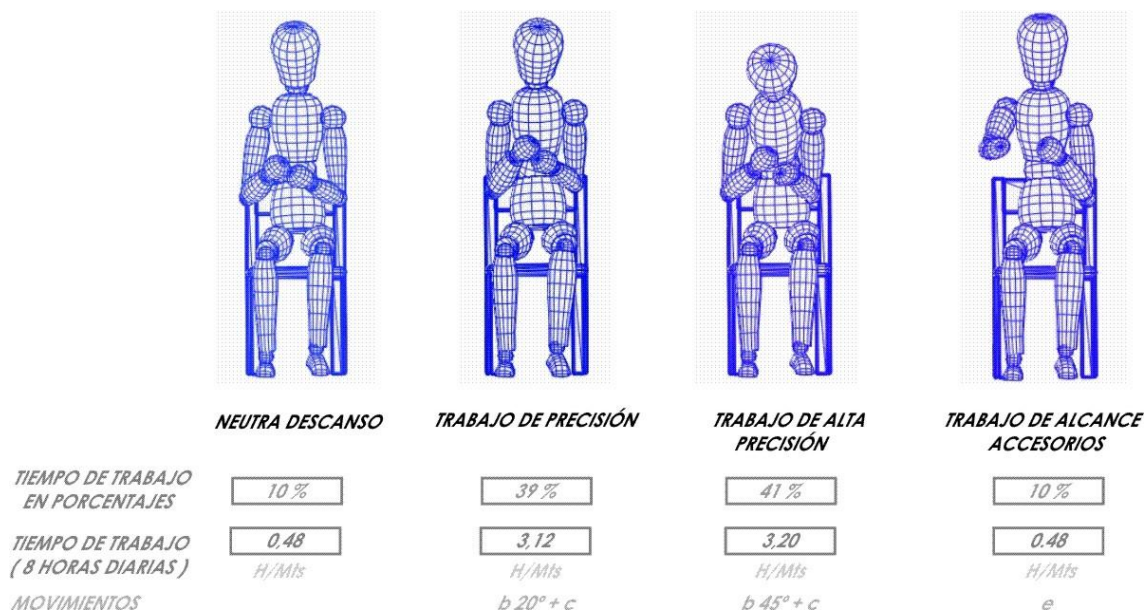 NEUTRA DESCANSO
TRABAJO DE PRECISIÓN
TRABAJO DE ALTA
PRECISIÓN
TRABAJO DE ALCANCE
ACCESORIOS
TIEMPO DE TRABAJO
EN PORCENTAJES
10 %
39 %
41 %
10 %
TIEMPO DE TRABAJO
( 8 HORAS DIARIAS )
0,48
3,12
3,20
0.48
H/Mts
H/Mts
H/Mts
H/Mts
MOVIMIENTOS
b 20º + c
b 45º + c
e